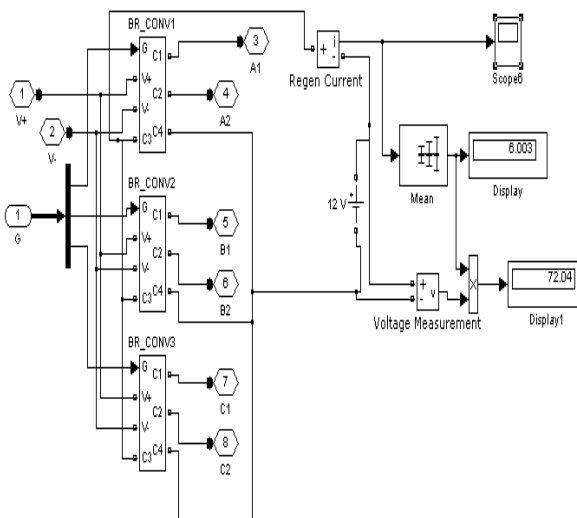 BR_CONV1
G
V+
V-
C3
C1
C2
C4
3
A1
4
A2
1
V+
2
V-
1
G
+
-
i
Regen Current
Scope6
12 V
+
Mean
6.003
Display
BR_CONV2
G
V+
V-
C3
C1
C2
C4
5
B1
6
B2
+
-
v
Voltage Measurement
X
72.04
Display1
BR_CONV3
G
V+
V-
C3
C1
C2
C4
7
C1
8
C2